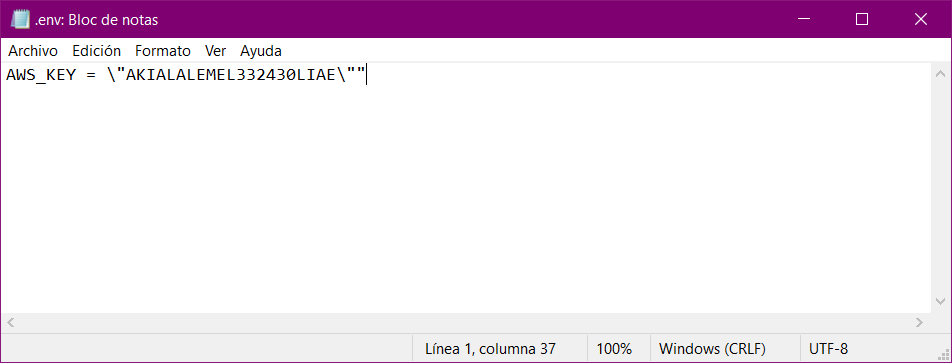 .env: Bloc de notas
Archivo Edición Formato Ver Ayuda
AWS_KEY = \"AKIALALEMEL332430LIAE\""
Línea 1, columna 37 100% Windows (CRLF) UTF-8